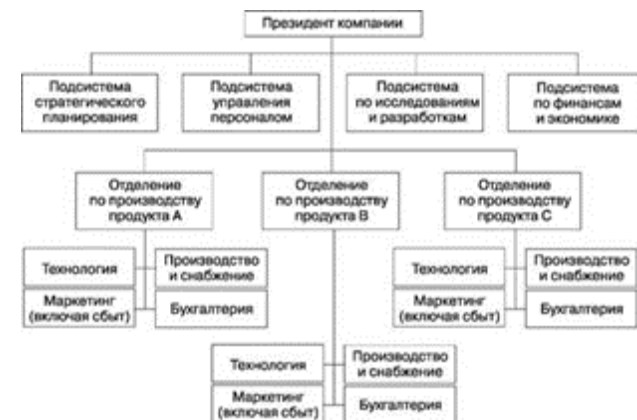 Президент компании
Подсистема
стратегического
планирования
Подсистема
управления
персоналом
Подсистема
по исследованиям
и разработкам
Подсистема
по финансам
и экономике
Отделение
по производству
продукта А
Отделение
по производству
продукта В
Отделение
по производству
продукта С
Технология
Производство
и снабжение
Маркетинг
(включая сбыт)
Бухгалтерия
Технология
Производство
и снабжение
Маркетинг
(включая сбыт)
Бухгалтерия
Технология
Производство
и снабжение
Маркетинг
(включая сбыт)
Бухгалтерия